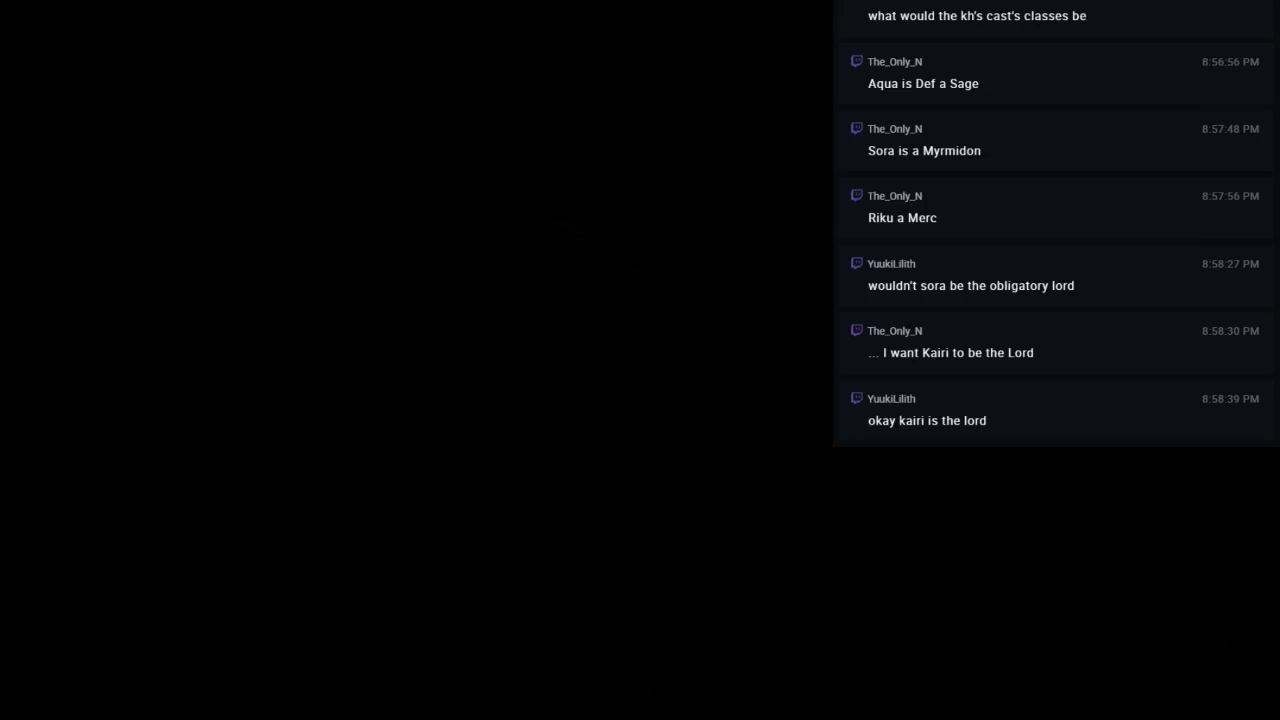 what would the kh's cast's classes be
The_Only_N 8:56:56 PM
Aqua is Def a Sage
The_Only_N 8:57:48 PM
Sora is a Myrmidon
The_Only_N 8:57:56 PM
Riku a Merc
YuukiLilith 8:58:27 PM
wouldn't sora be the obligatory lord
The_Only_N 8:58:30 PM
... I want Kairi to be the Lord
YuukiLilith 8:58:39 PM
okay kairi is the lord